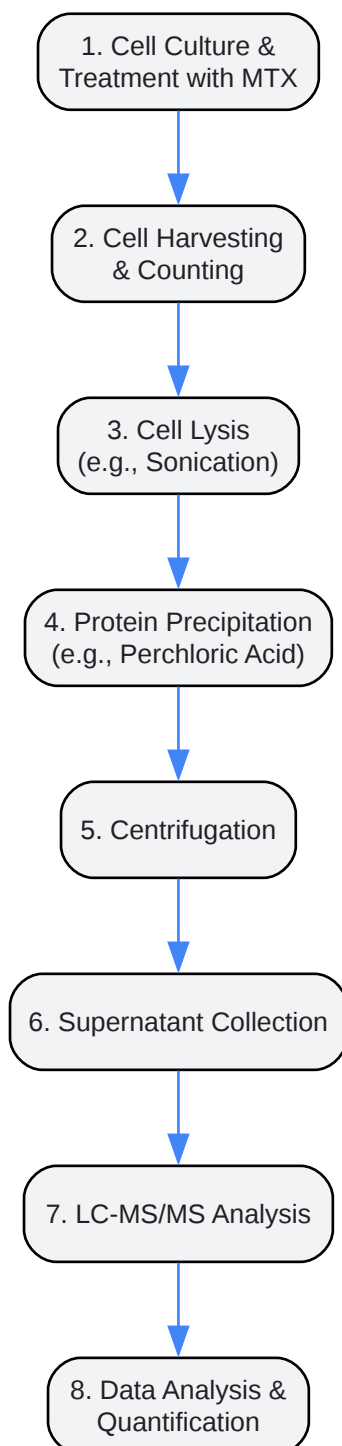 1. Cell Culture &
Treatment with MTX
2. Cell Harvesting
& Counting
3. Cell Lysis
(e.g., Sonication)
4. Protein Precipitation
(e.g., Perchloric Acid)
5. Centrifugation
6. Supernatant Collection
7. LC-MS/MS Analysis
8. Data Analysis &
Quantification